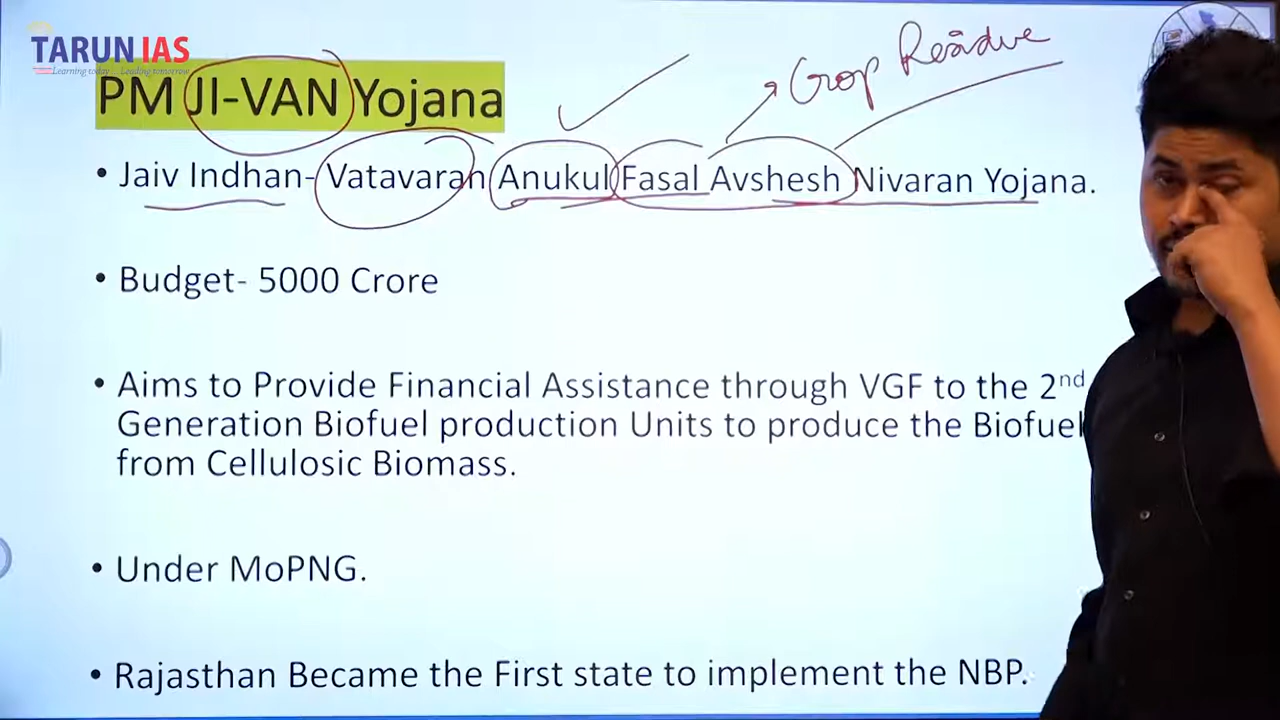 TARUN IAS
Learning today... Leading tomorrow
Crop Residue
PM JI-VAN Yojana
• Jaiv Indhan- Vatavaran Anukul Fasal Avshesh Nivaran Yojana.
• Budget- 5000 Crore
• Aims to Provide Financial Assistance through VGF to the 2nd
Generation Biofuel production Units to produce the Biofuel
from Cellulosic Biomass.
• Under MoPNG.
• Rajasthan Became the First state to implement the NBP.